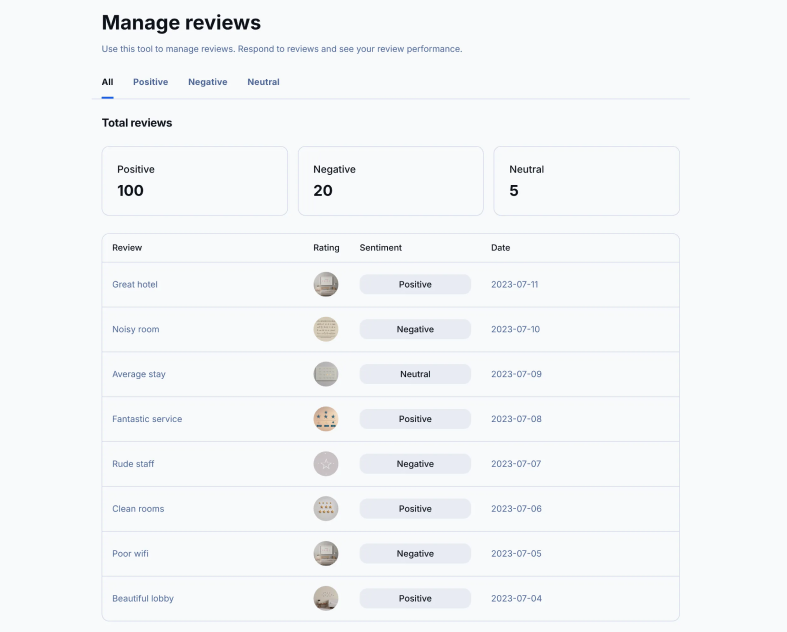 Manage reviews
Use this tool to manage reviews. Respond to reviews and see your review performance.
All Positive Negative Neutral
Total reviews
Positive Negative Neutral
100 20 5
Review Rating Sentiment Date
Great hotel Positive 2023-07-11
Noisy room Negative 2023-07-10
Average stay Neutral 2023-07-09
Fantastic service Positive 2023-07-08
Rude staff Negative 2023-07-07
Clean rooms Positive 2023-07-06
Poor wifi Negative 2023-07-05
Beautiful lobby Positive 2023-07-04